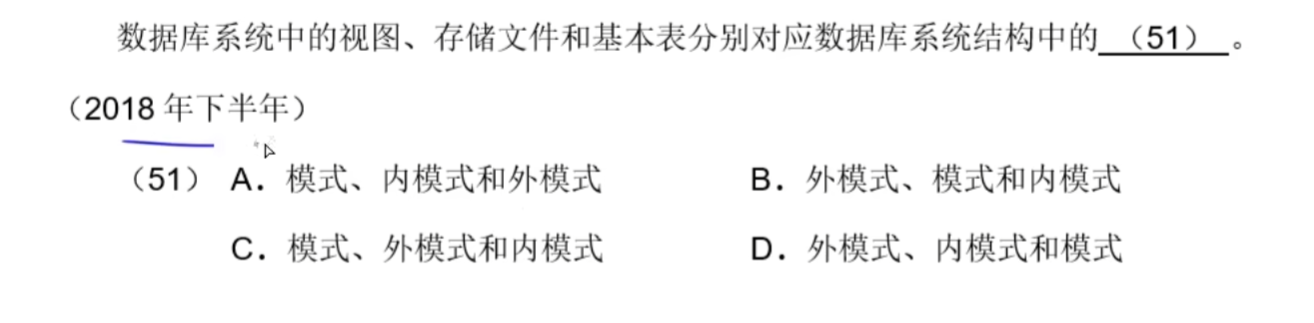 数据库系统中的视图、存储文件和基本表分别对应数据库系统结构中的（51）。
（2018 年下半年）
（51） A．模式、内模式和外模式 B．外模式、模式和内模式
C．模式、外模式和内模式 D．外模式、内模式和模式